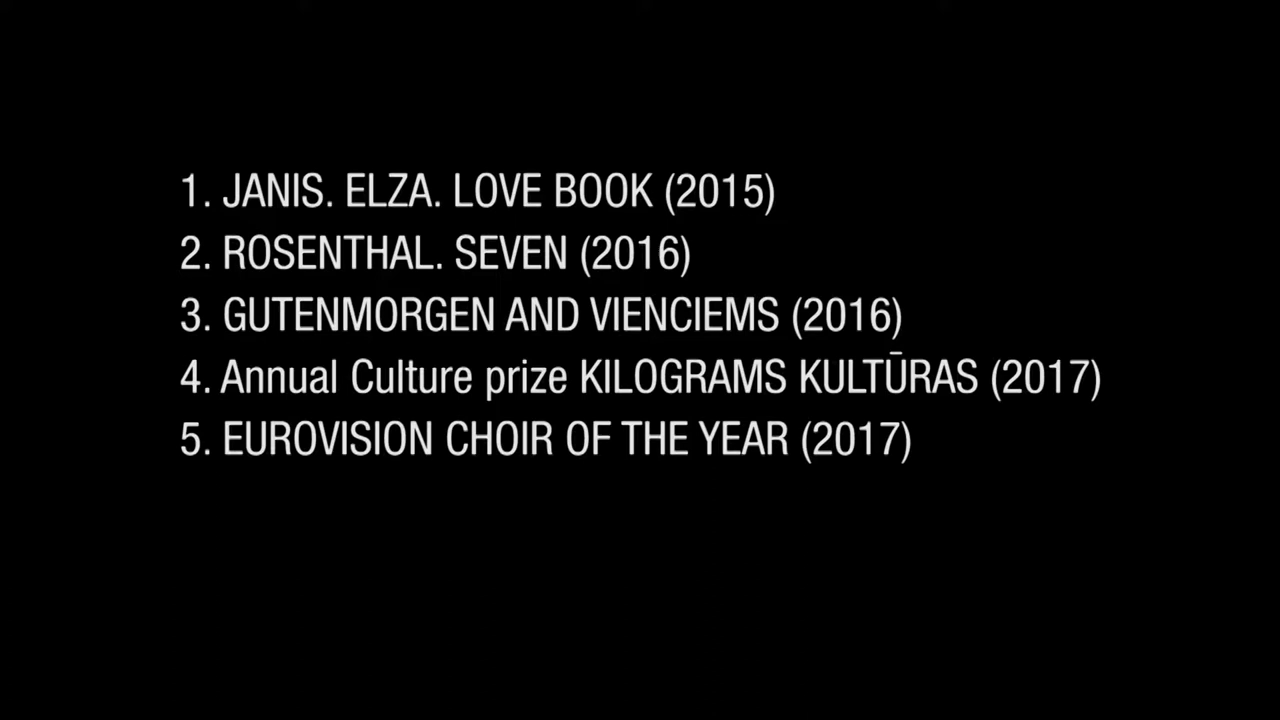 1. JANIS. ELZA. LOVE BOOK (2015)
2. ROSENTHAL. SEVEN (2016)
3. GUTENMORGEN AND VIENCIEMS (2016)
4. Annual Culture prize KILOGRAMS KULTŪRAS (2017)
5. EUROVISION CHOIR OF THE YEAR (2017)